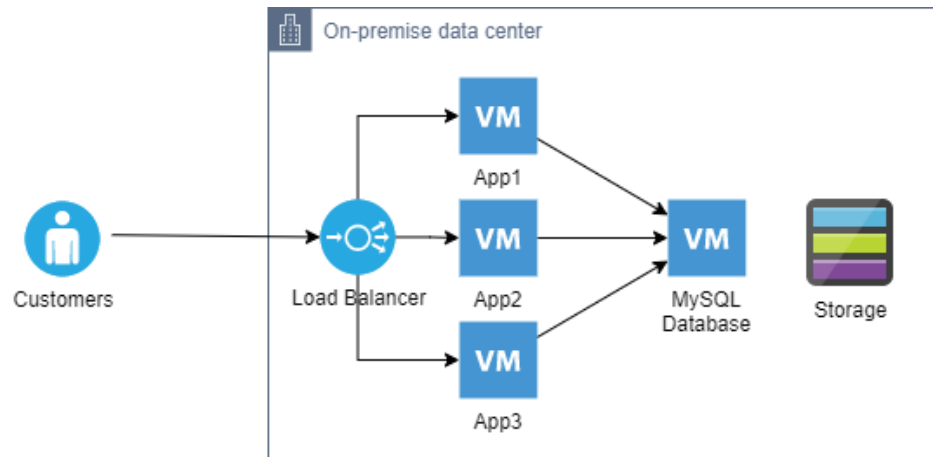 On-premise data center
VM
App1
Customers
Load Balancer
VM
App2
VM
MySQL
Database
Storage
VM
App3